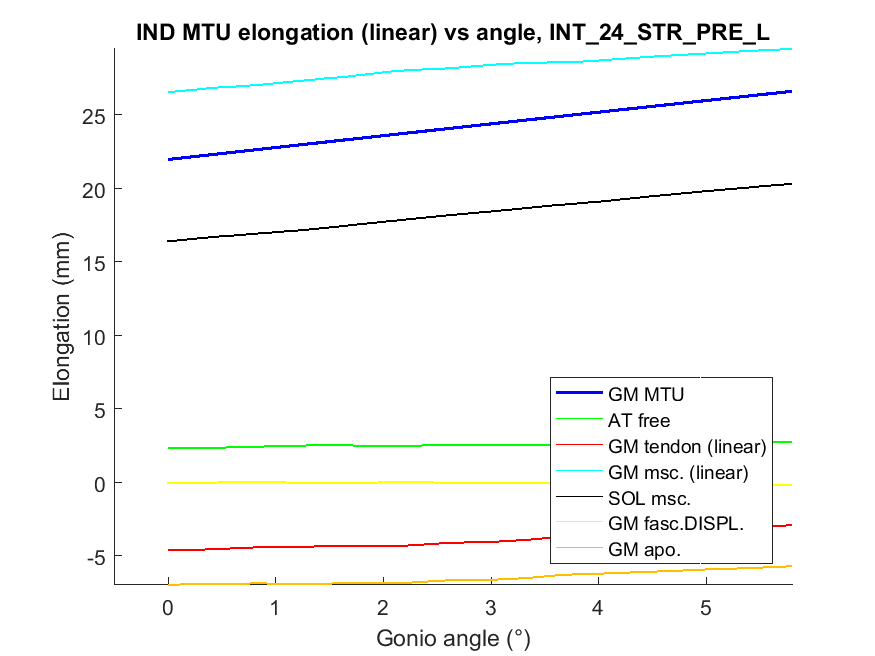 IND MTU elongation (linear) vs angle, INT_24_STR_PRE_L
25
20
15
10
5
0
-5
Elongation (mm)
GM MTU
AT free
GM tendon (linear)
GM msc. (linear)
SOL msc.
GM fasc.DISPL.
GM apo.
0 1 2 3 4 5
Gonio angle (°)